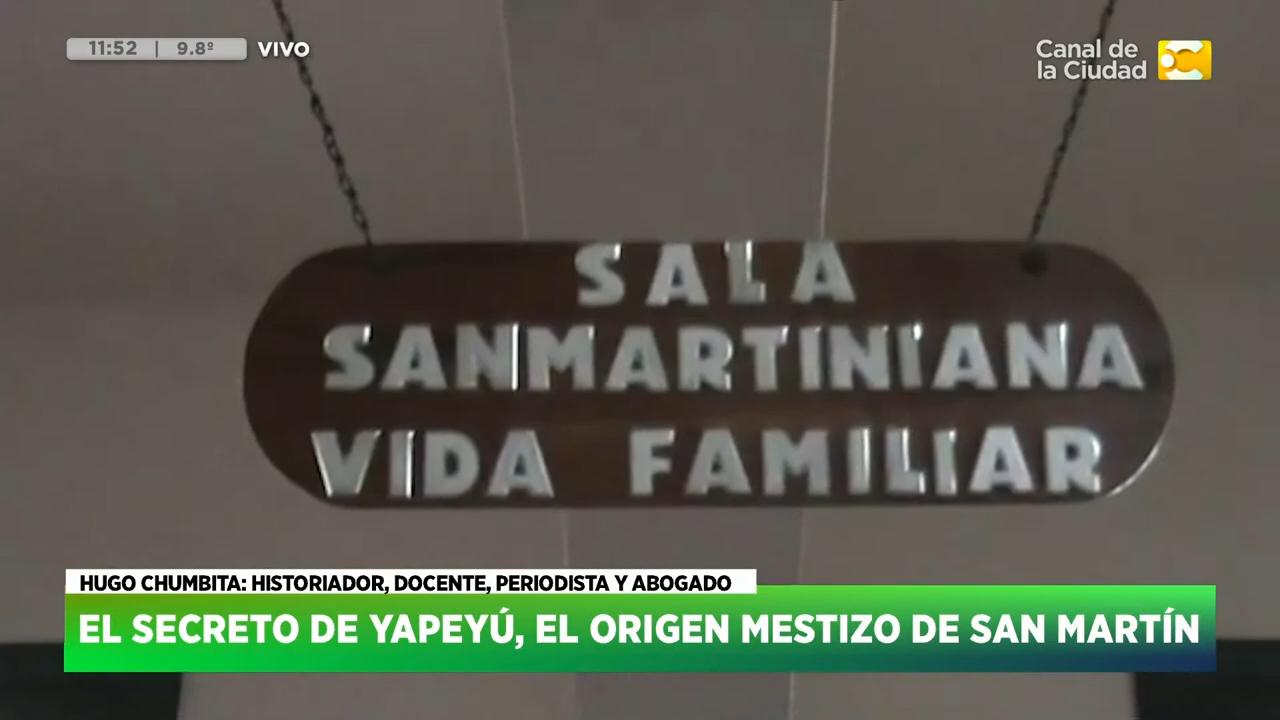 11:52 | 9.8º VIVO
Canal de
la Ciudad
SALA
SANMARTINIANA
VIDA FAMILIAR
HUGO CHUMBITA: HISTORIADOR, DOCENTE, PERIODISTA Y ABOGADO
EL SECRETO DE YAPEYÚ, EL ORIGEN MESTIZO DE SAN MARTÍN